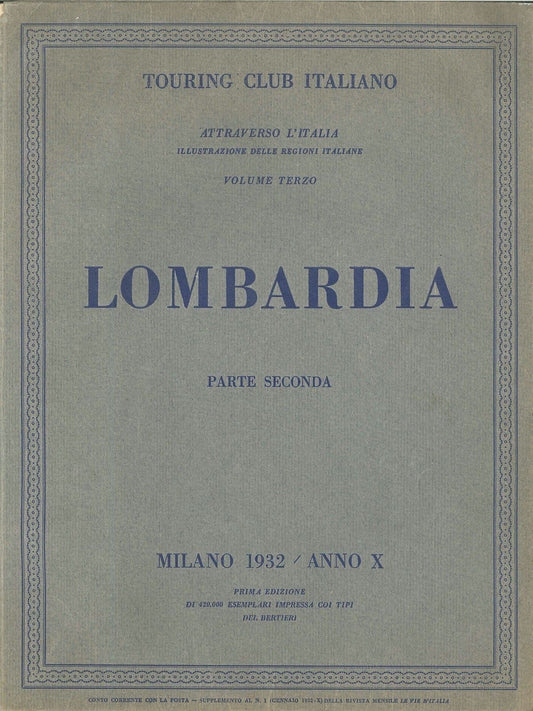 TOURING CLUB ITALIANO
ATTRAVERSO L'ITALIA
ILLUSTRAZIONE DELLE REGIONI ITALIANE
VOLUME TERZO
LOMBARDIA
PARTE SECONDA
MILANO 1932 / ANNO X
PRIMA EDIZIONE
DI 420.000 ESEMPLARI IMPRESSA COI TIPI
DEL BERTIERI
CONTO CORRENTE CON LA POSTA — SUPPLEMENTO AL N. 1 (GENNAIO 1932-X) DELLA RIVISTA MENSILE LE VIE D'ITALIA